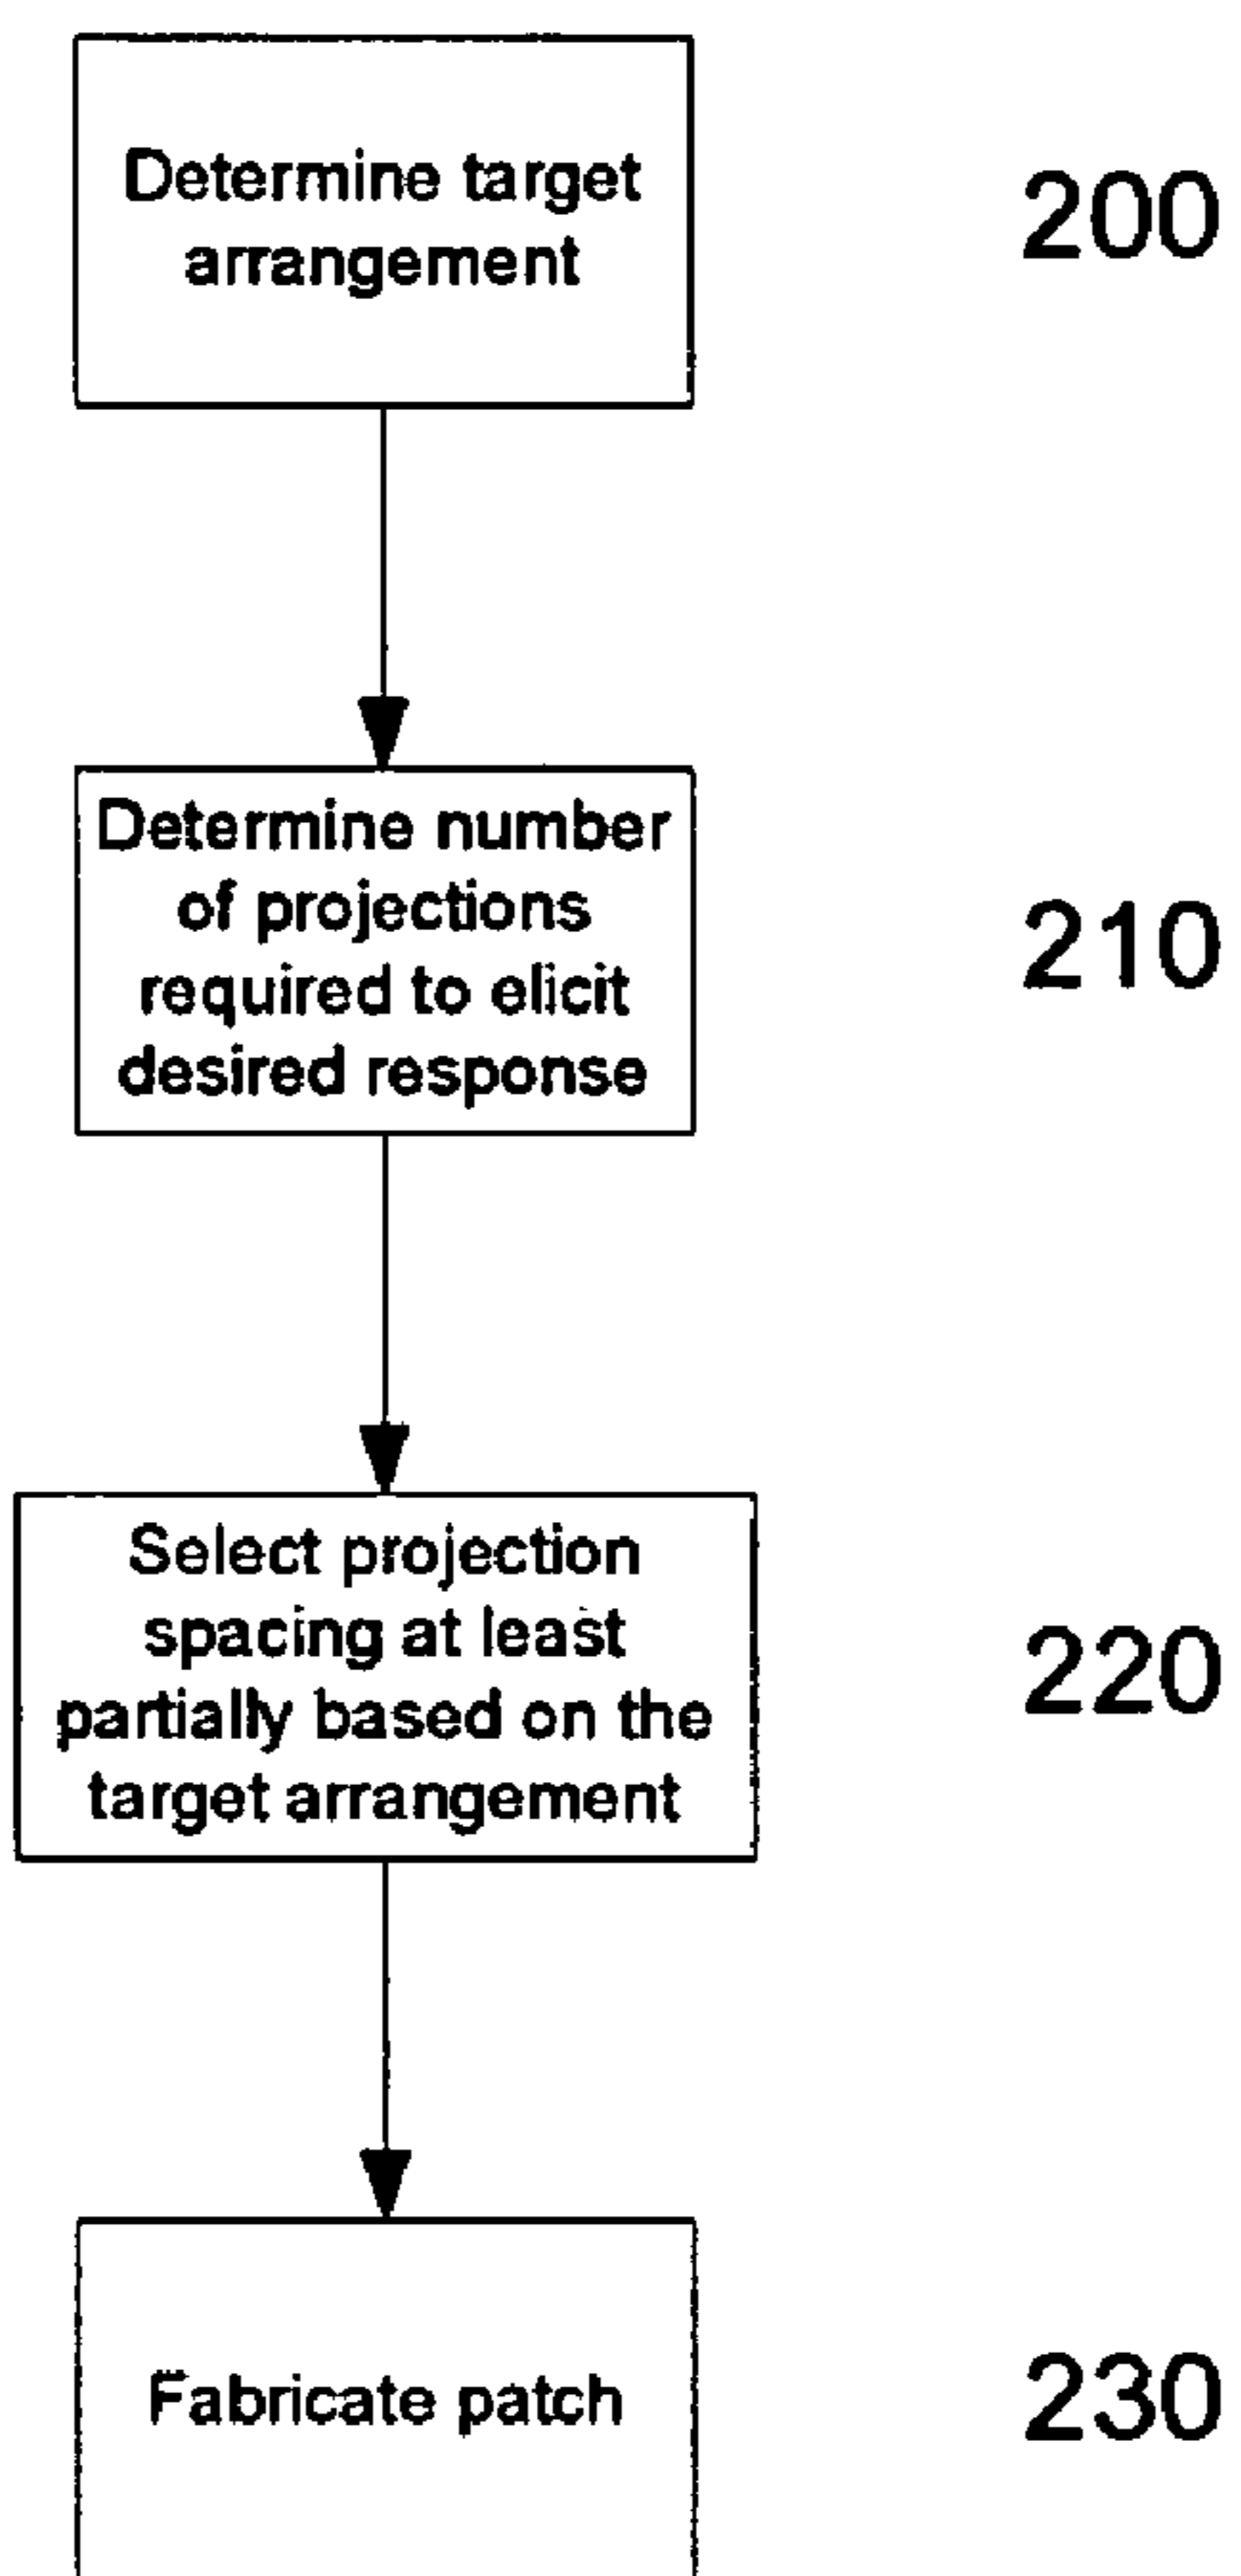 Determine target
arrangement
200
Determine number
of projections
required to elicit
desired response
210
Select projection
spacing at least
partially based on the
target arrangement
220
Fabricate patch
230